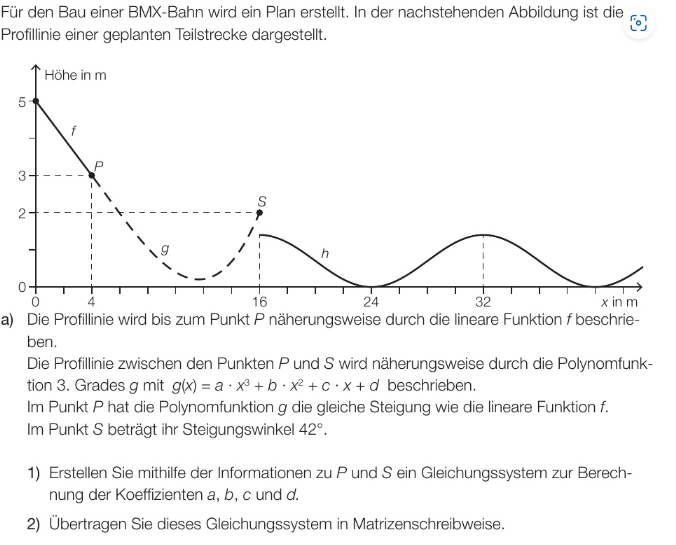 Für den Bau einer BMX-Bahn wird ein Plan erstellt. In der nachstehenden Abbildung ist die
Profillinie einer geplanten Teilstrecke dargestellt.
Höhe in m
5
f
P
3
S
2
g
h
0
0 4 16 24 32 x in m
a) Die Profillinie wird bis zum Punkt P näherungsweise durch die lineare Funktion f beschrie-
ben.
Die Profillinie zwischen den Punkten P und S wird näherungsweise durch die Polynomfunk-
tion 3. Grades g mit g(x) = a · x³ + b · x² + c · x + d beschrieben.
Im Punkt P hat die Polynomfunktion g die gleiche Steigung wie die lineare Funktion f.
Im Punkt S beträgt ihr Steigungswinkel 42°.
1) Erstellen Sie mithilfe der Informationen zu P und S ein Gleichungssystem zur Berech-
nung der Koeffizienten a, b, c und d.
2) Übertragen Sie dieses Gleichungssystem in Matrizenschreibweise.